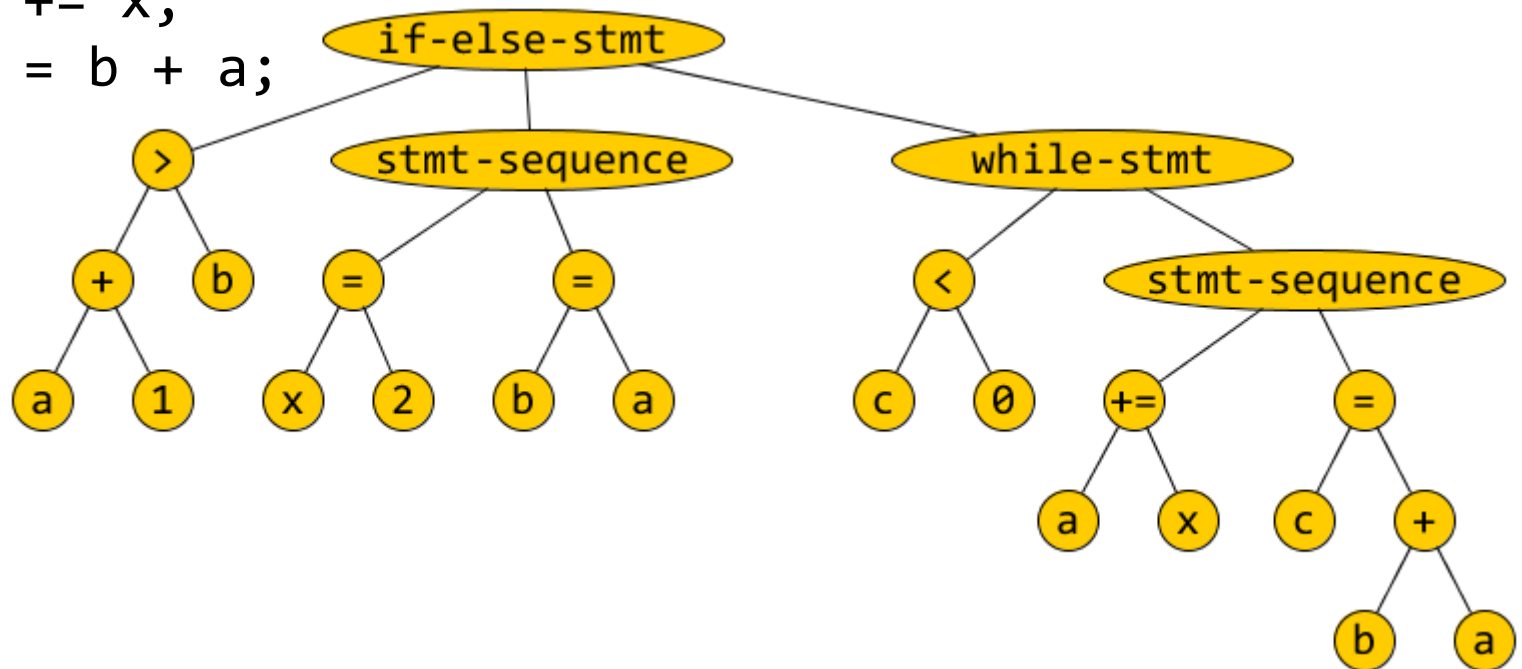 += x;
= b + a;
if-else-stmt
> stmt-sequence while-stmt
+ b = = < stmt-sequence
a 1 x 2 b a c 0 += =
a x c +
b a